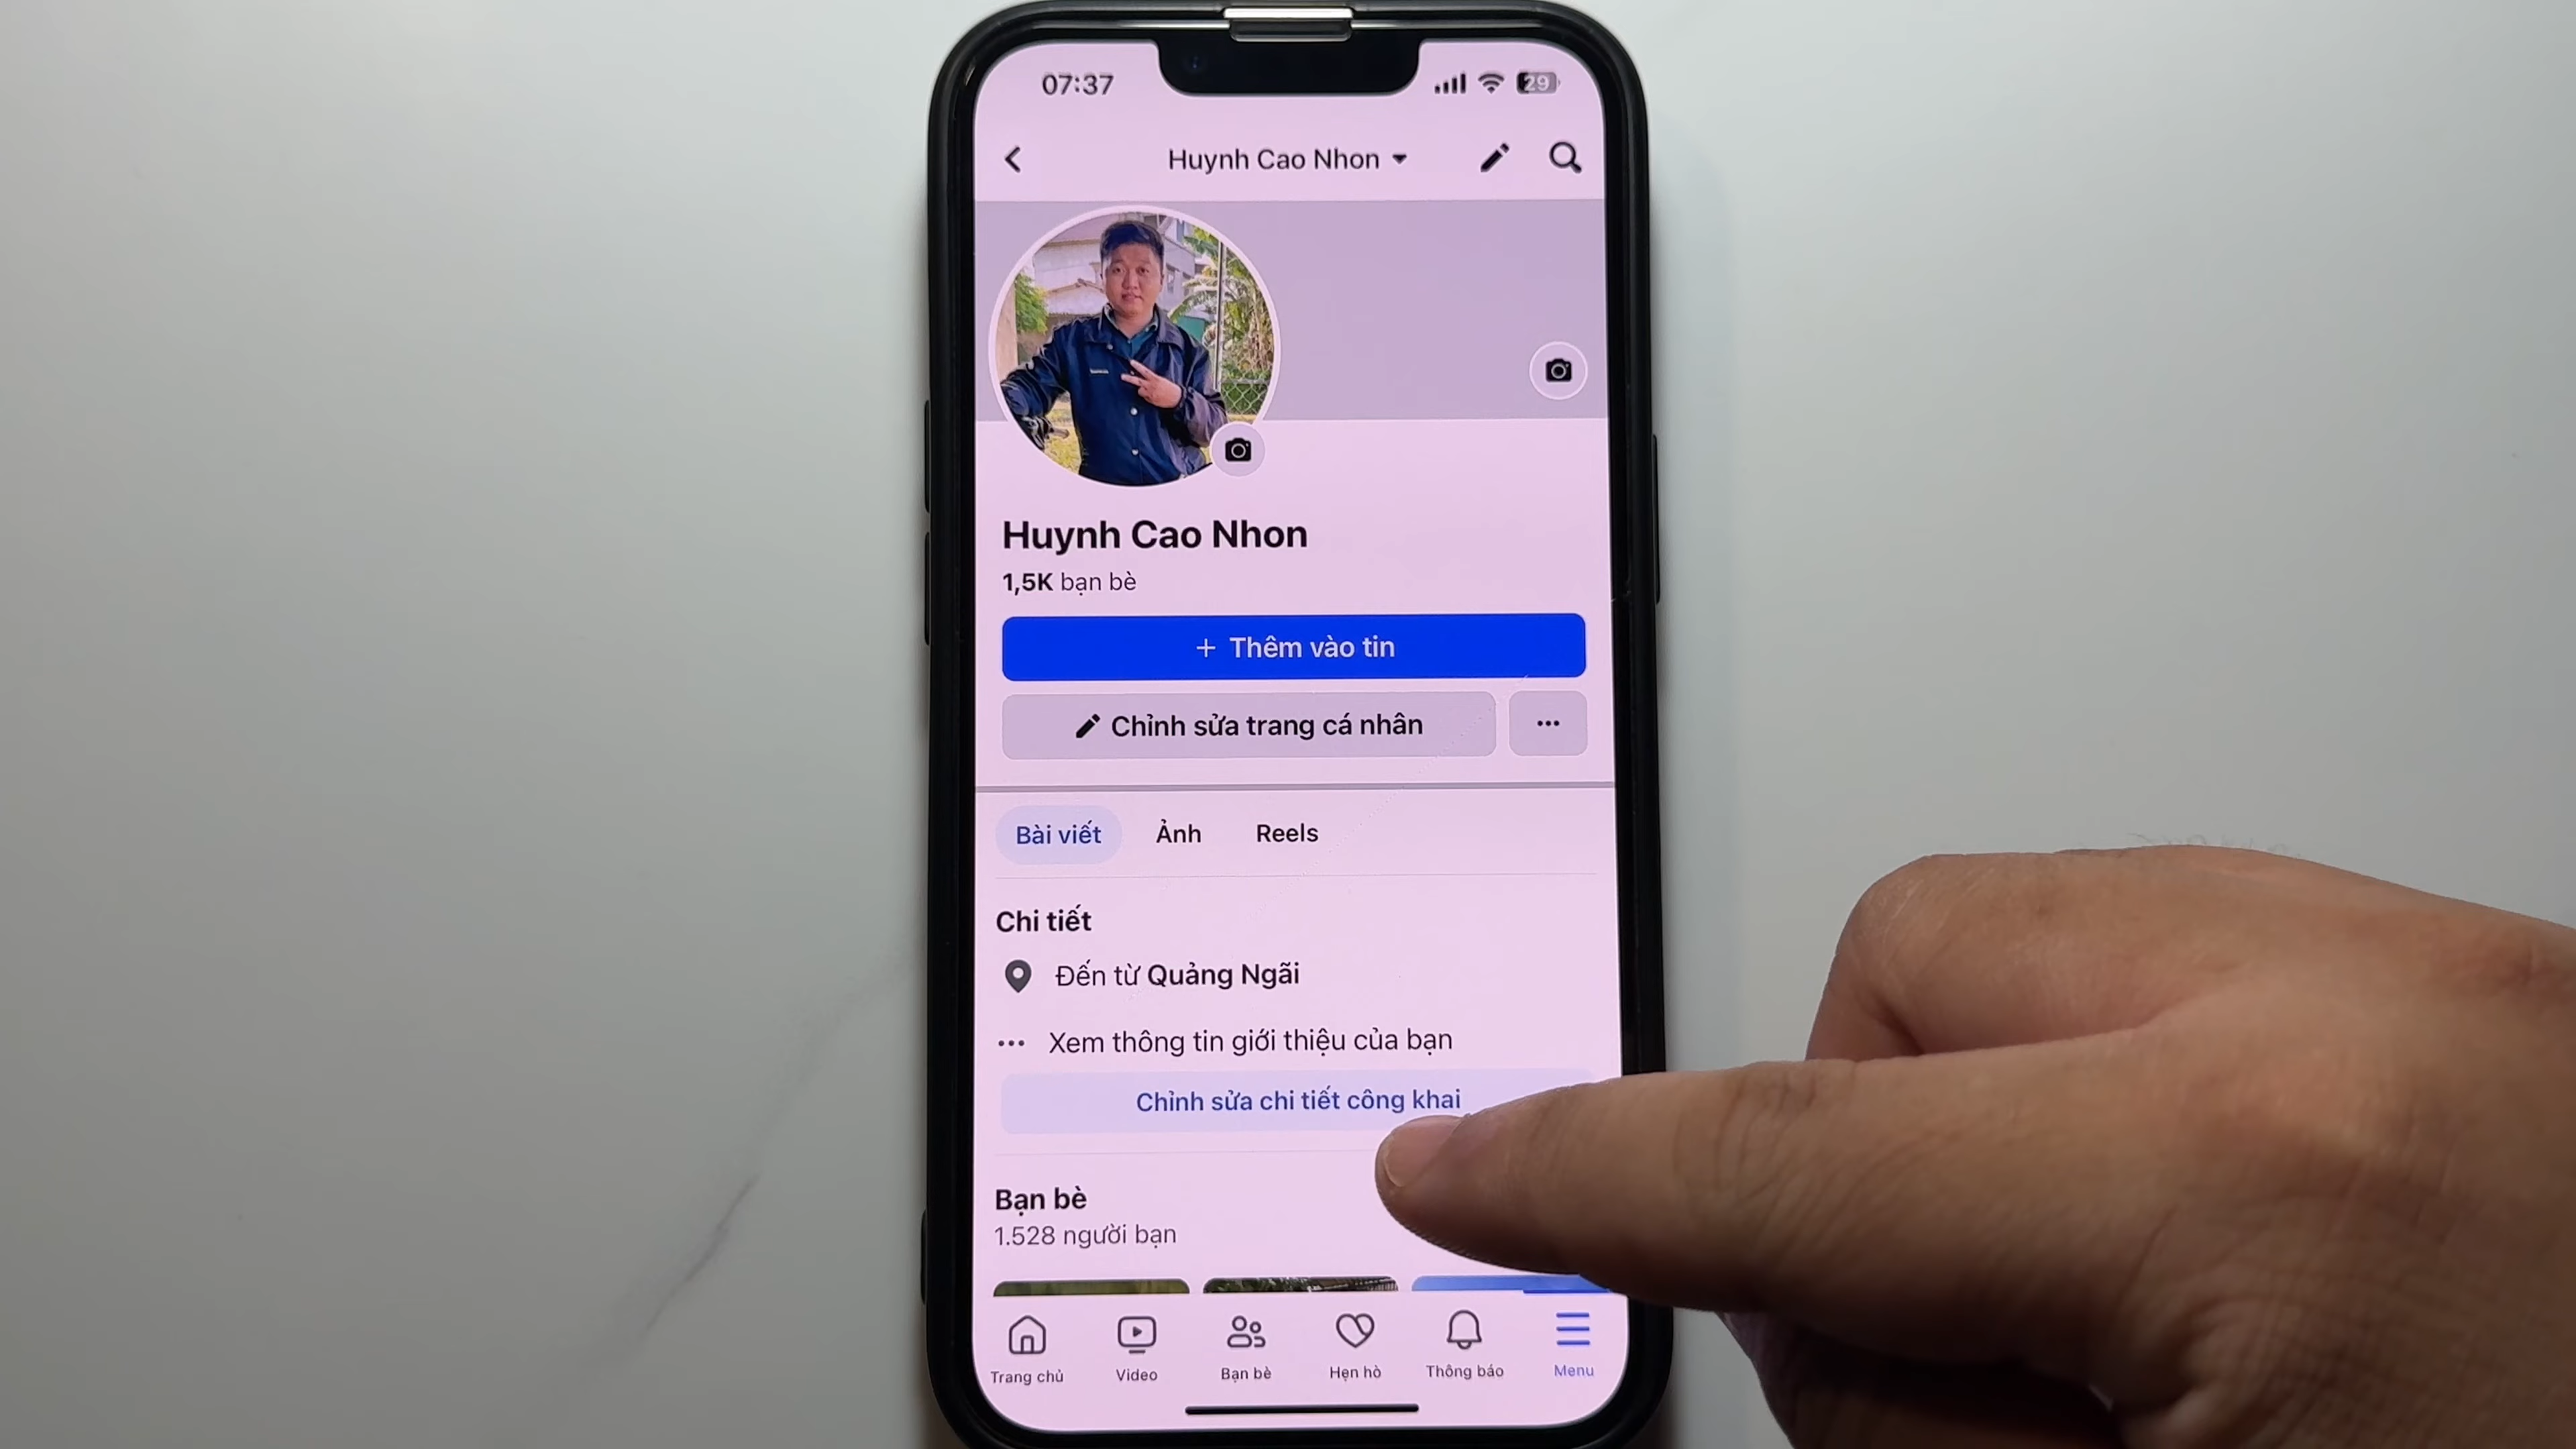 07:37
29
Huynh Cao Nhon
Huynh Cao Nhon
1,5K bạn bè
+ Thêm vào tin
Chỉnh sửa trang cá nhân
Bài viết Ảnh Reels
Chi tiết
Đến từ Quảng Ngãi
Xem thông tin giới thiệu của bạn
Chỉnh sửa chi tiết công khai
Bạn bè
1.528 người bạn
Trang chủ Video Bạn bè Hẹn hò Thông báo Menu